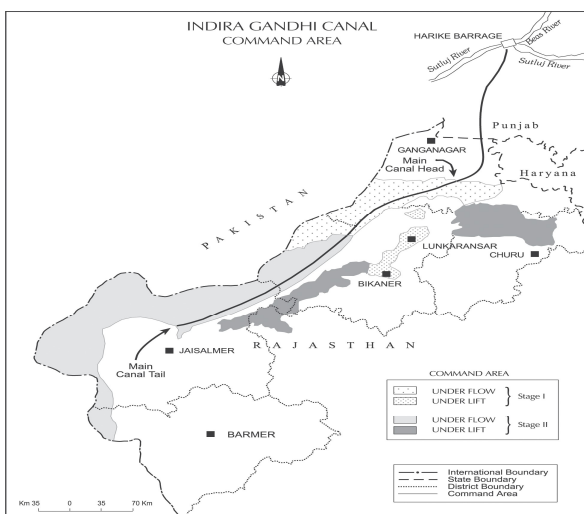 INDIRA GANDHI CANAL
COMMAND AREA
N
HARIKE BARRAGE
Beas River
Sutluj River
Sutluj River
Punjab
GANGANAGAR
Main
Canal Head
Haryana
PAKISTAN
LUNKARANSAR
CHURU
BIKANER
RAJASTHAN
JAISALMER
Main
Canal Tail
BARMER
COMMAND AREA
UNDER FLOW
UNDER LIFT
Stage I
UNDER FLOW
UNDER LIFT
Stage II
International Boundary
State Boundary
District Boundary
Command Area
Km 35 0 35 70 Km